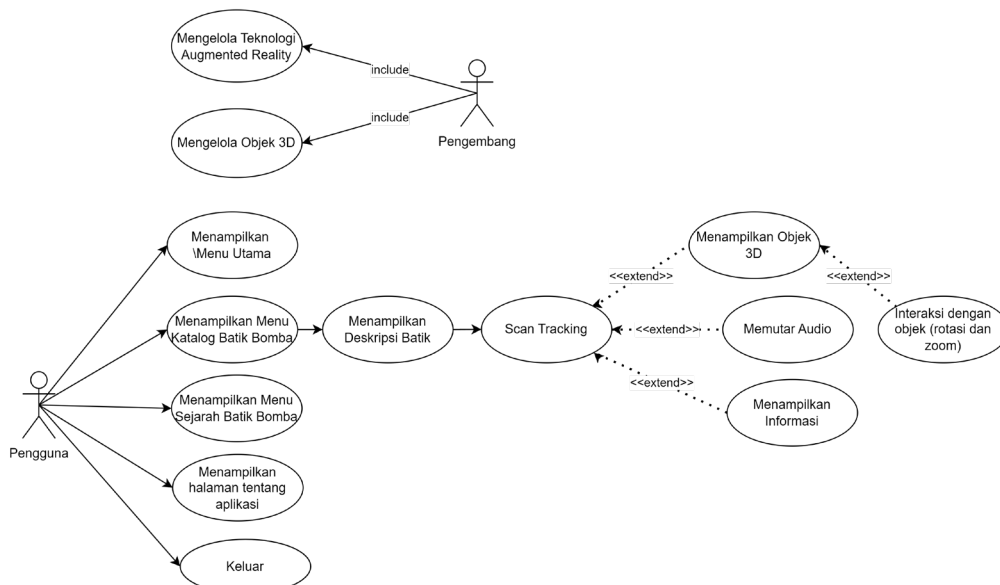 Mengelola Teknologi
Augmented Reality
include
include
Mengelola Objek 3D
Pengembang
Menampilkan
\Menu Utama
Menampilkan Objek
3D
<<extend>>
<<extend>>
Menampilkan Menu
Katalog Batik Bomba
Menampilkan
Deskripsi Batik
Scan Tracking
<<extend>>
Memutar Audio
Interaksi dengan
objek (rotasi dan
zoom)
<<extend>>
Menampilkan Menu
Sejarah Batik Bomba
Menampilkan
Informasi
Pengguna
Menampilkan
halaman tentang
aplikasi
Keluar